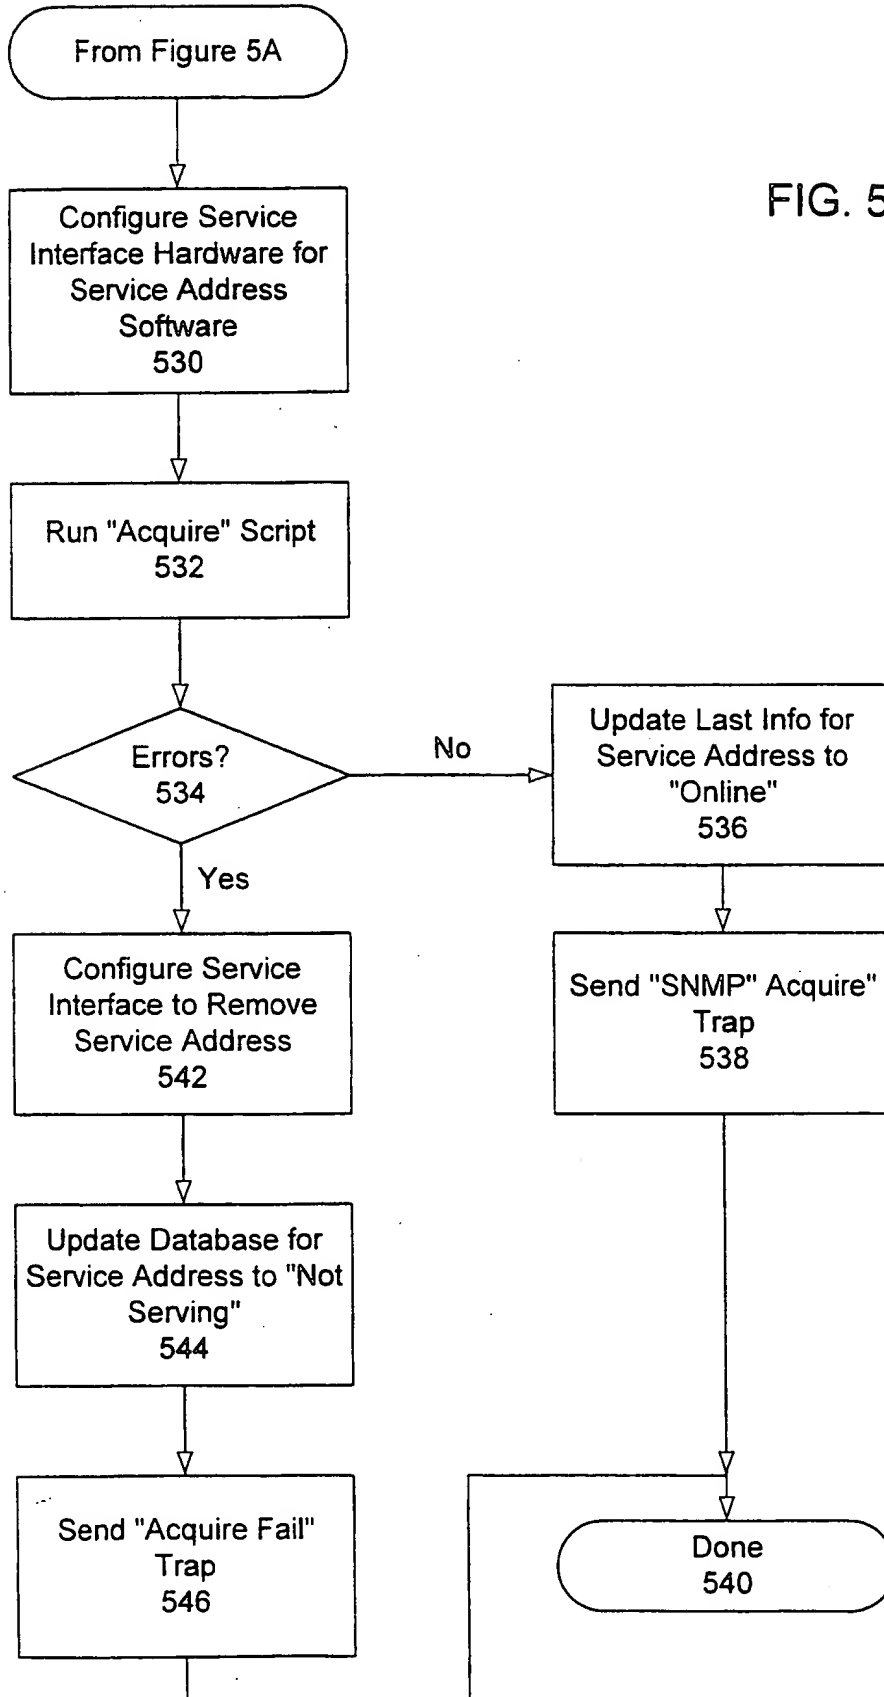 From Figure 5A
FIG. 5
Configure Service
Interface Hardware for
Service Address
Software
530
Run "Acquire" Script
532
Errors?
534
No
Yes
Update Last Info for
Service Address to
"Online"
536
Send "SNMP" Acquire"
Trap
538
Configure Service
Interface to Remove
Service Address
542
Update Database for
Service Address to "Not
Serving"
544
Send "Acquire Fail"
Trap
546
Done
540